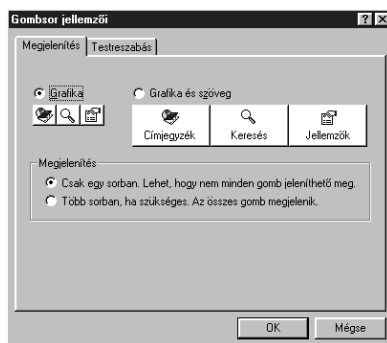 Gombsor jellemzői
Megjelenítés Testreszabás
Grafika Grafika és szöveg
Címjegyzék Keresés Jellemzők
Megjelenítés
Csak egy sorban. Lehet, hogy nem minden gomb jeleníthető meg.
Több sorban, ha szükséges. Az összes gomb megjelenik.
OK Mégse